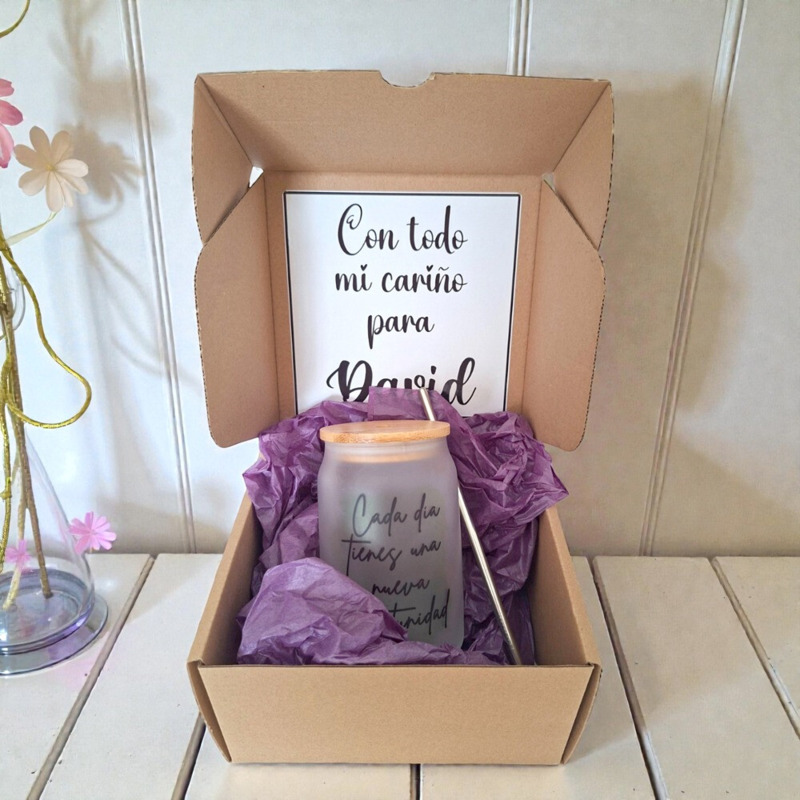 Con todo
mi cariño
para
David
Cada dia
tienes una
nueva